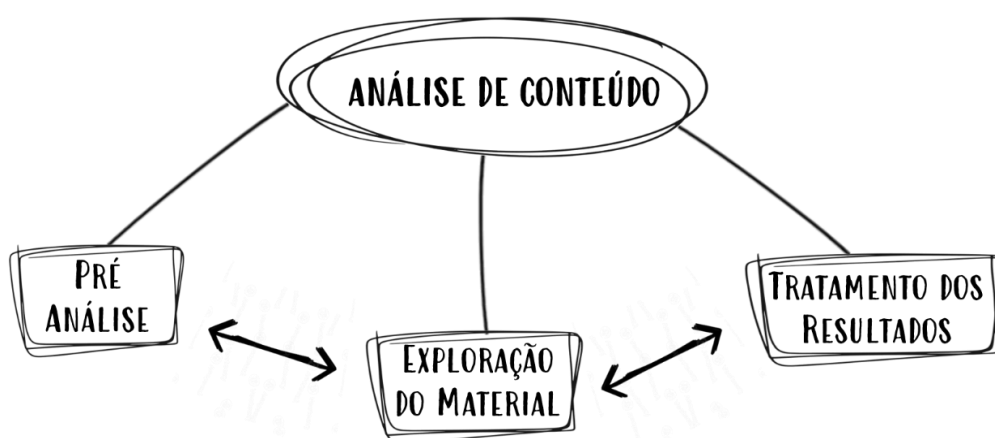 ANÁLISE DE CONTEÚDO
PRÉ
ANÁLISE
EXPLORAÇÃO
DO MATERIAL
TRATAMENTO DOS
RESULTADOS